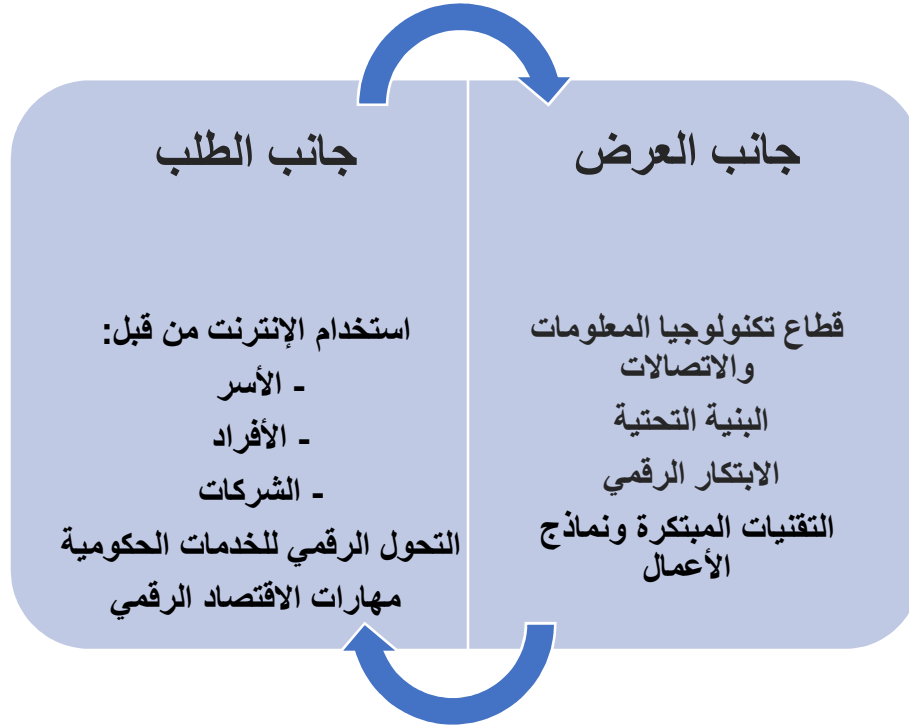 جانب العرض
قطاع تكنولوجيا المعلومات
والاتصالات
البنية التحتية
الابتكار الرقمي
التقنيات المبتكرة ونماذج
الأعمال
جانب الطلب
استخدام الإنترنت من قبل:
- الأسر
- الأفراد
- الشركات
التحول الرقمي للخدمات الحكومية
مهارات الاقتصاد الرقمي